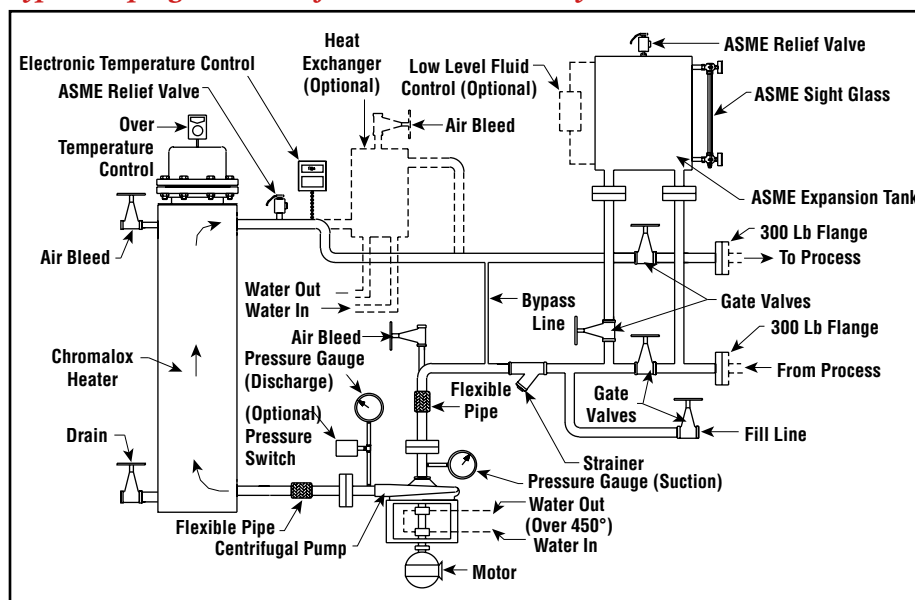 Heat
Exchanger
(Optional)
Electronic Temperature Control
ASME Relief Valve
Over
Temperature
Control
Low Level Fluid
Control (Optional)
ASME Relief Valve
Air Bleed
ASME Sight Glass
ASME Expansion Tank
Air Bleed
300 Lb Flange
To Process
Water Out
Water In
Bypass
Line
Gate Valves
Air Bleed
300 Lb Flange
Pressure Gauge
(Discharge)
Chromalox
Heater
Flexible
Pipe
From Process
Gate
Valves
(Optional)
Pressure
Switch
Drain
Fill Line
Strainer
Pressure Gauge (Suction)
Flexible Pipe
Centrifugal Pump
Water Out
(Over 450°)
Water In
Motor